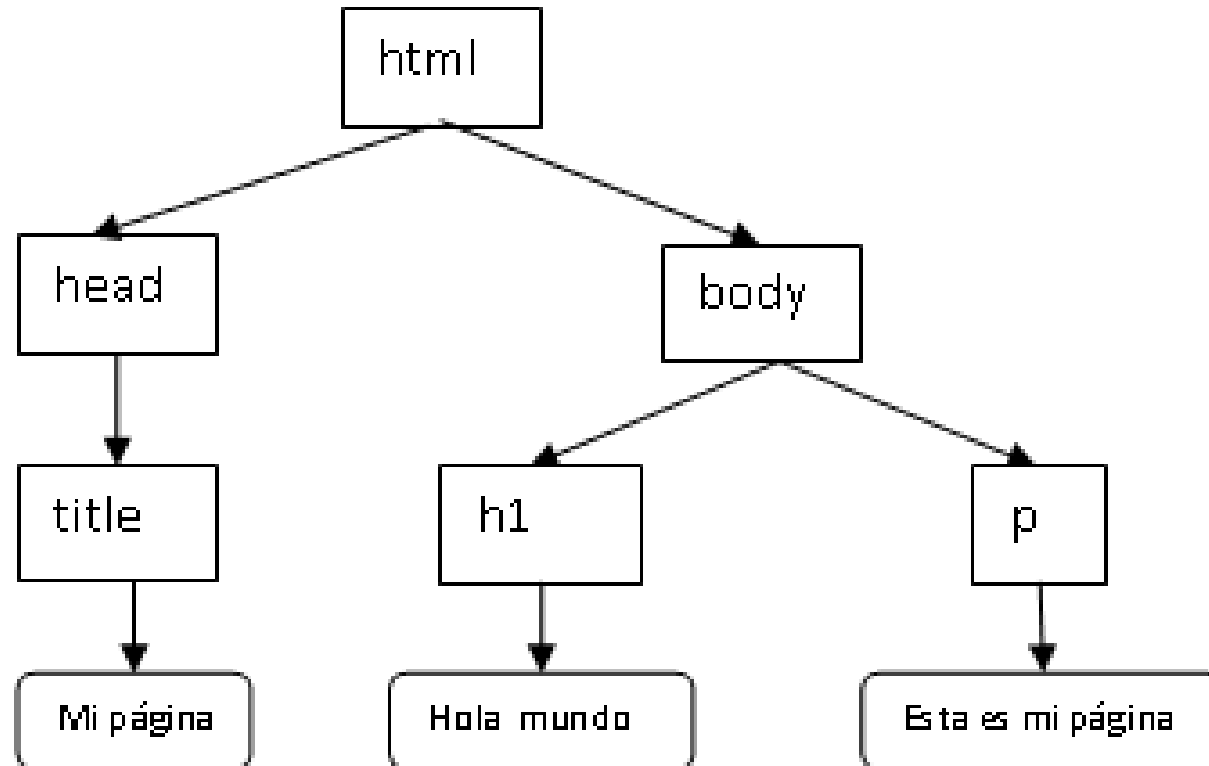 html
head
body
title
h1
p
Mi página
Hola mundo
Esta es mi página